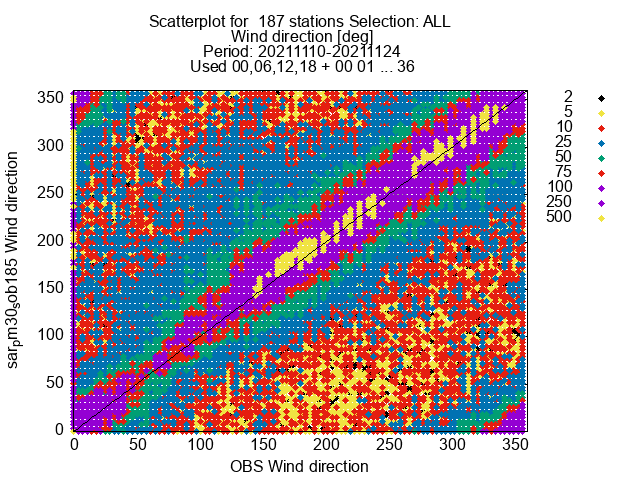 Scatterplot for  187 stations Selection: ALL
Wind direction [deg]
Period: 20211110-20211124
Used 00,06,12,18 + 00 01 ... 36
350
300
250
200
150
100
50
0
sar_pm30_sob185 Wind direction
0 50 100 150 200 250 300 350
OBS Wind direction
2
5
10
25
50
75
100
250
500